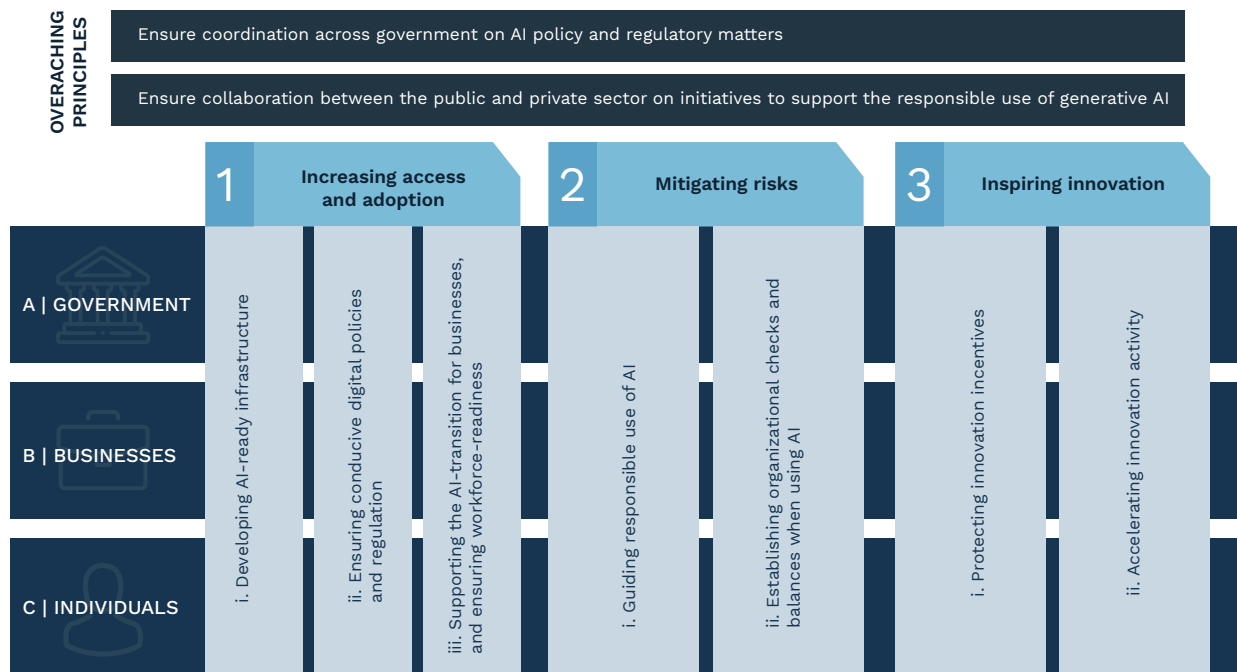 OVERACHING
PRINCIPLES
Ensure coordination across government on AI policy and regulatory matters
Ensure collaboration between the public and private sector on initiatives to support the responsible use of generative AI
1
Increasing access
and adoption
2
Mitigating risks
3
Inspiring innovation
A | GOVERNMENT
B | BUSINESSES
C | INDIVIDUALS
i. Developing AI-ready infrastructure
ii. Ensuring conducive digital policies
and regulation
iii. Supporting the AI-transition for businesses,
and ensuring workforce-readiness
i. Guiding responsible use of AI
ii. Establishing organizational checks and
balances when using AI
i. Protecting innovation incentives
ii. Accelerating innovation activity